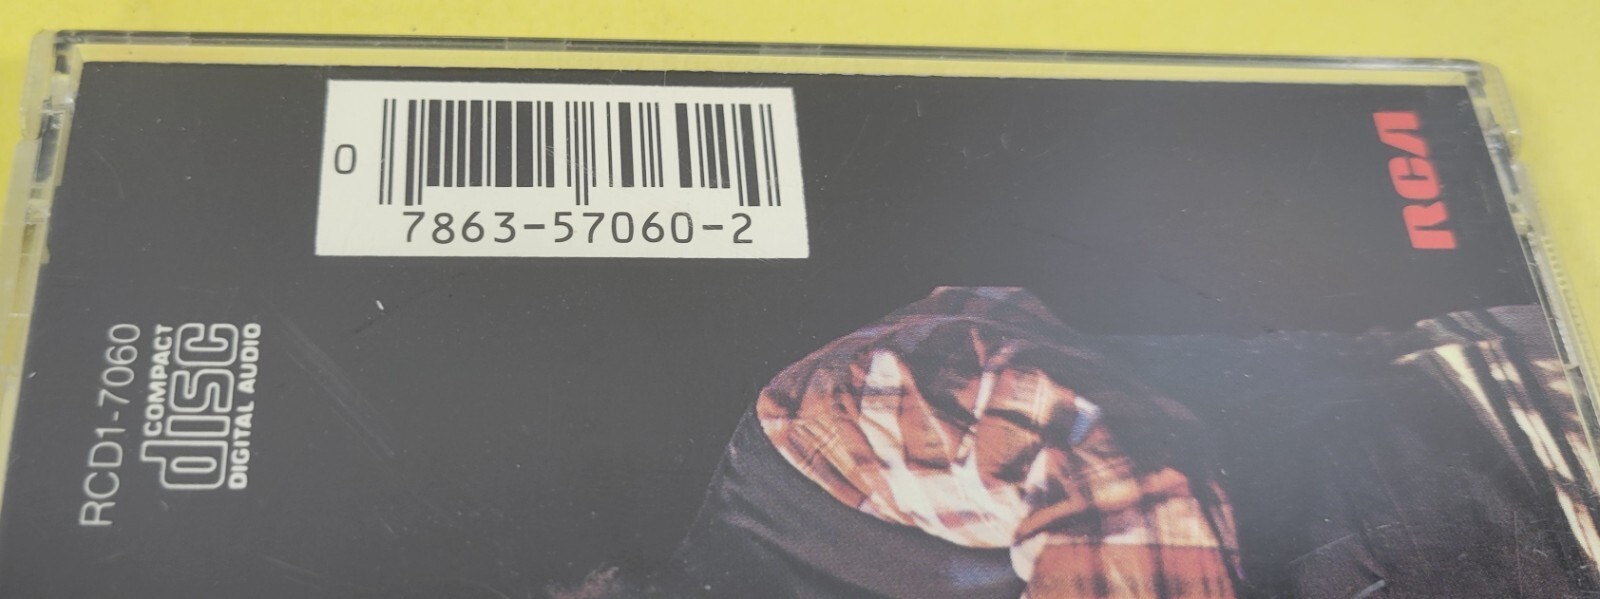 0
7863-57060-2
RCA
RCD1-7060
COMPACT
disc
DIGITAL AUDIO